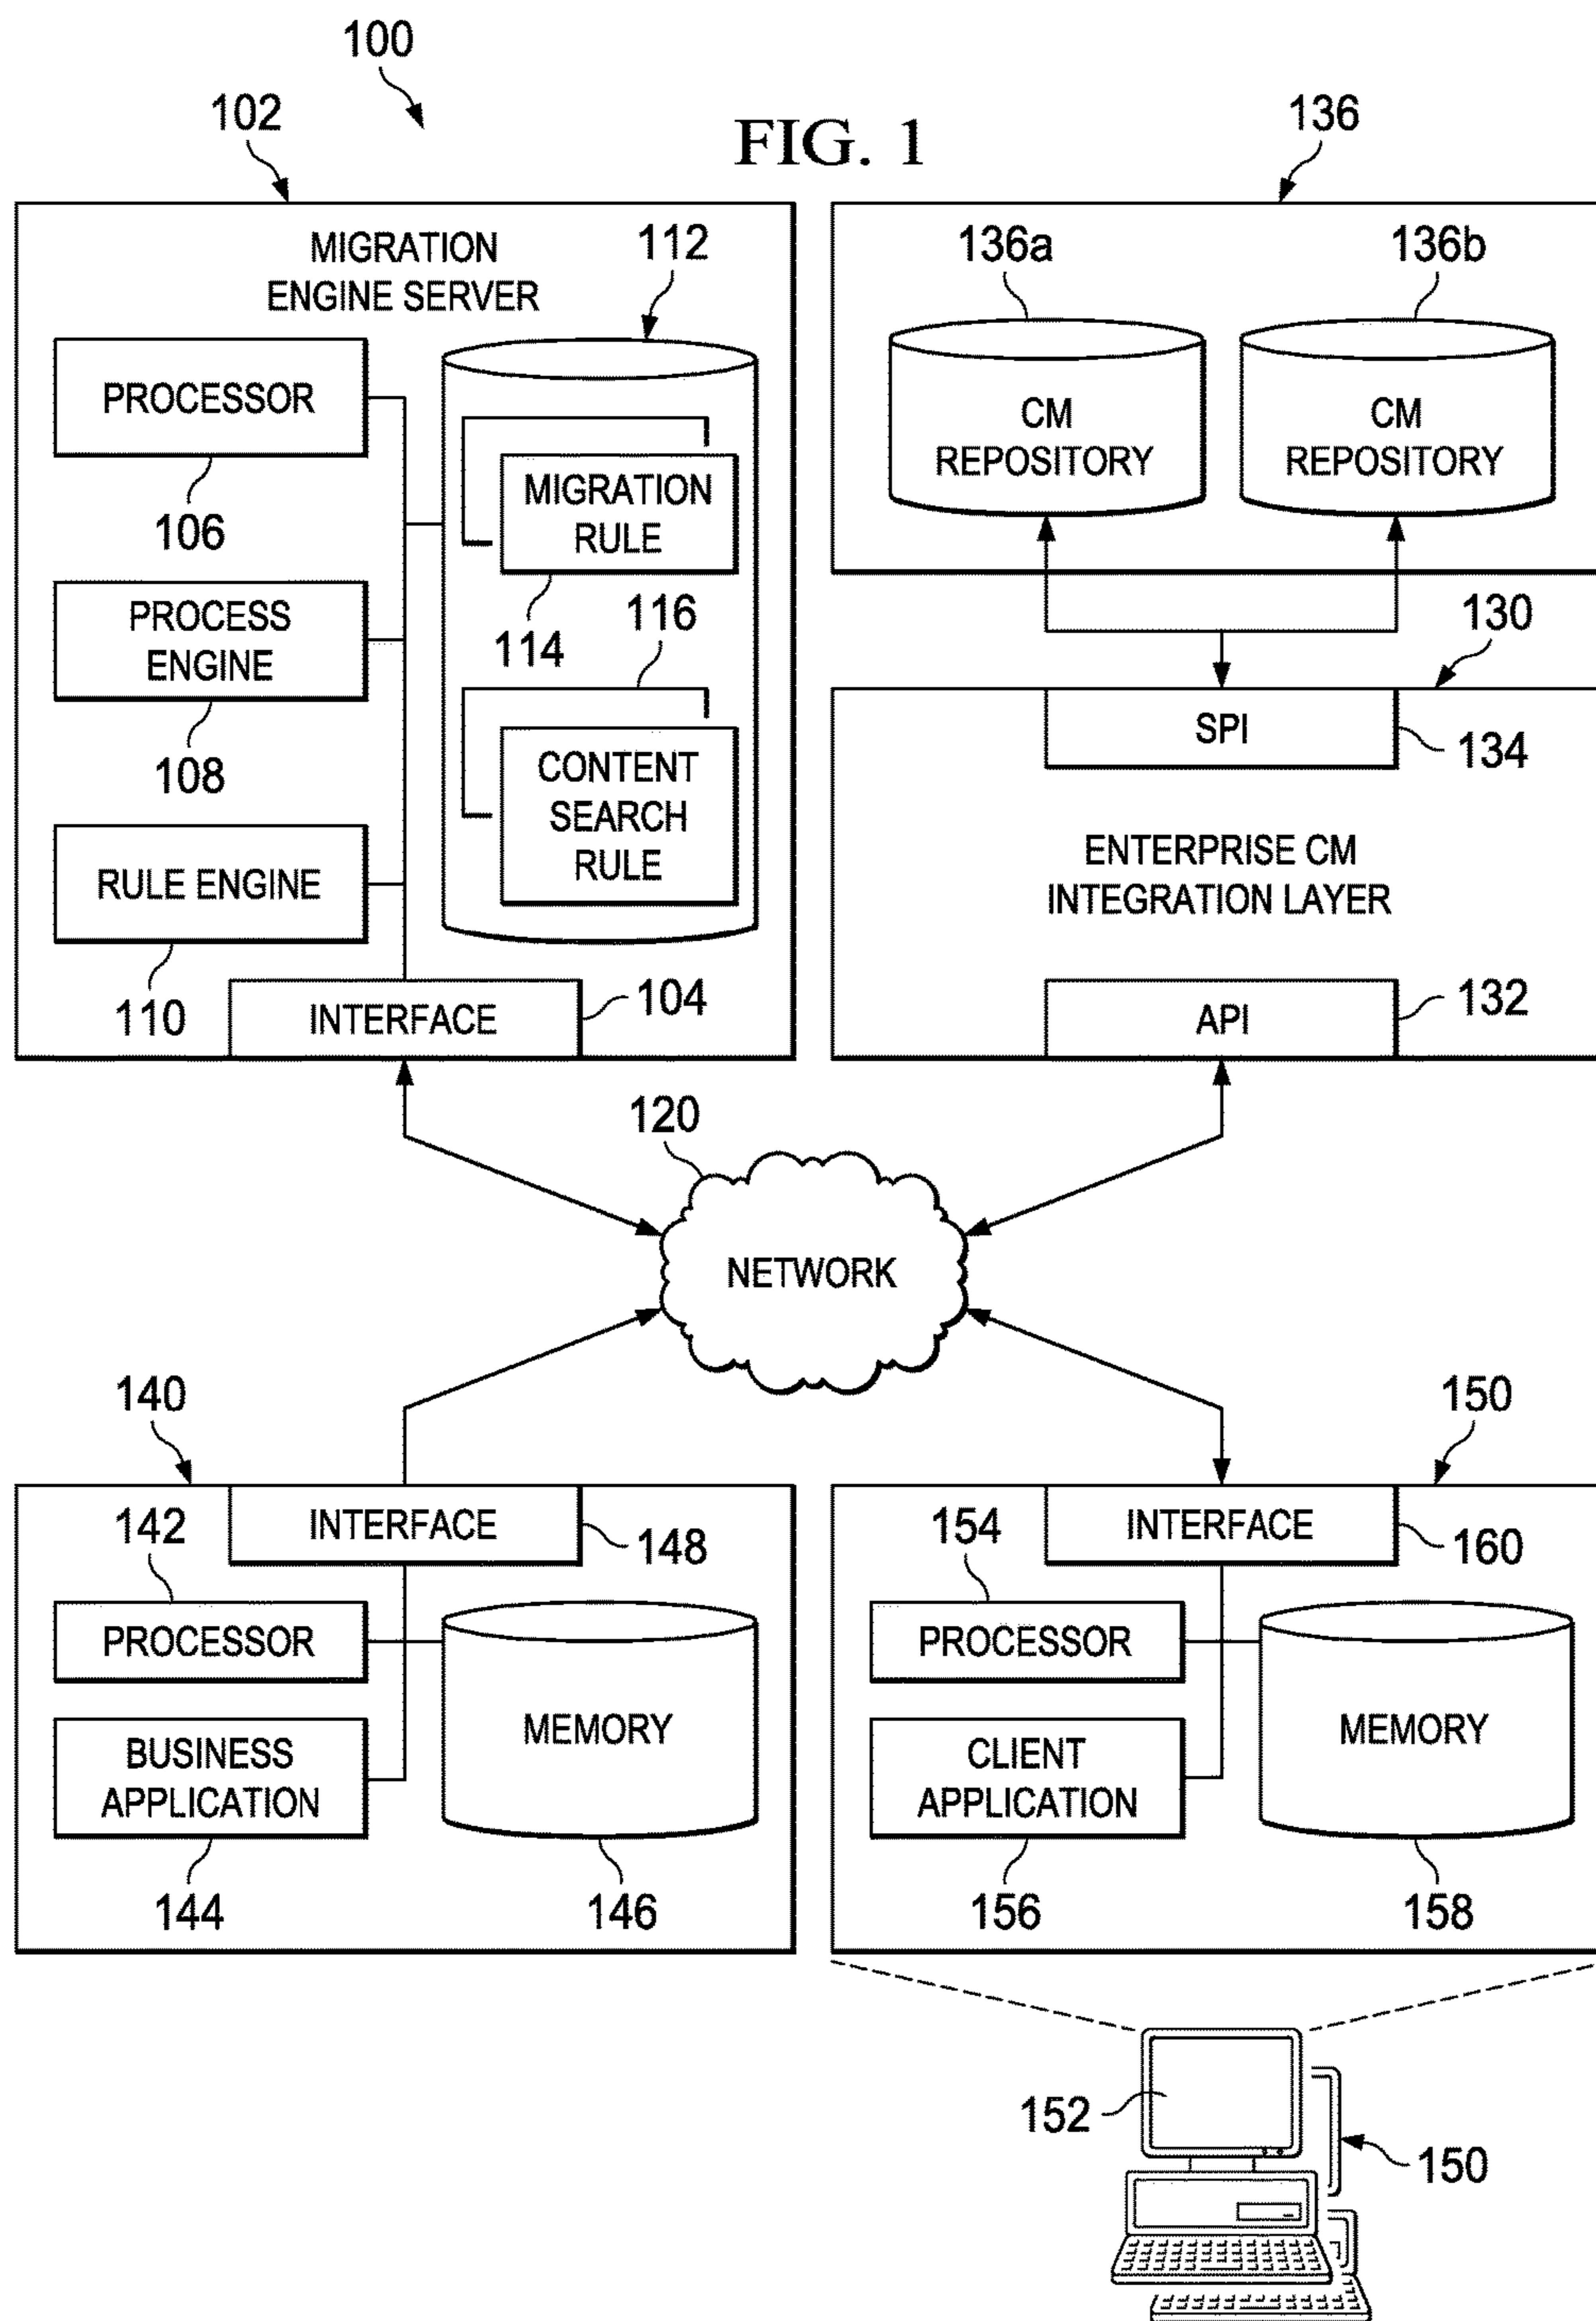 100
102
FIG. 1
136
MIGRATION
ENGINE SERVER
112
PROCESSOR
106
MIGRATION
RULE
114
PROCESS
ENGINE
108
116
CONTENT
SEARCH
RULE
RULE ENGINE
110
INTERFACE
104
136a
136b
CM
REPOSITORY
CM
REPOSITORY
130
SPI
134
ENTERPRISE CM
INTEGRATION LAYER
API
132
120
NETWORK
140
150
INTERFACE
148
142
PROCESSOR
BUSINESS
APPLICATION
144
MEMORY
146
INTERFACE
160
154
PROCESSOR
CLIENT
APPLICATION
156
MEMORY
158
152
150